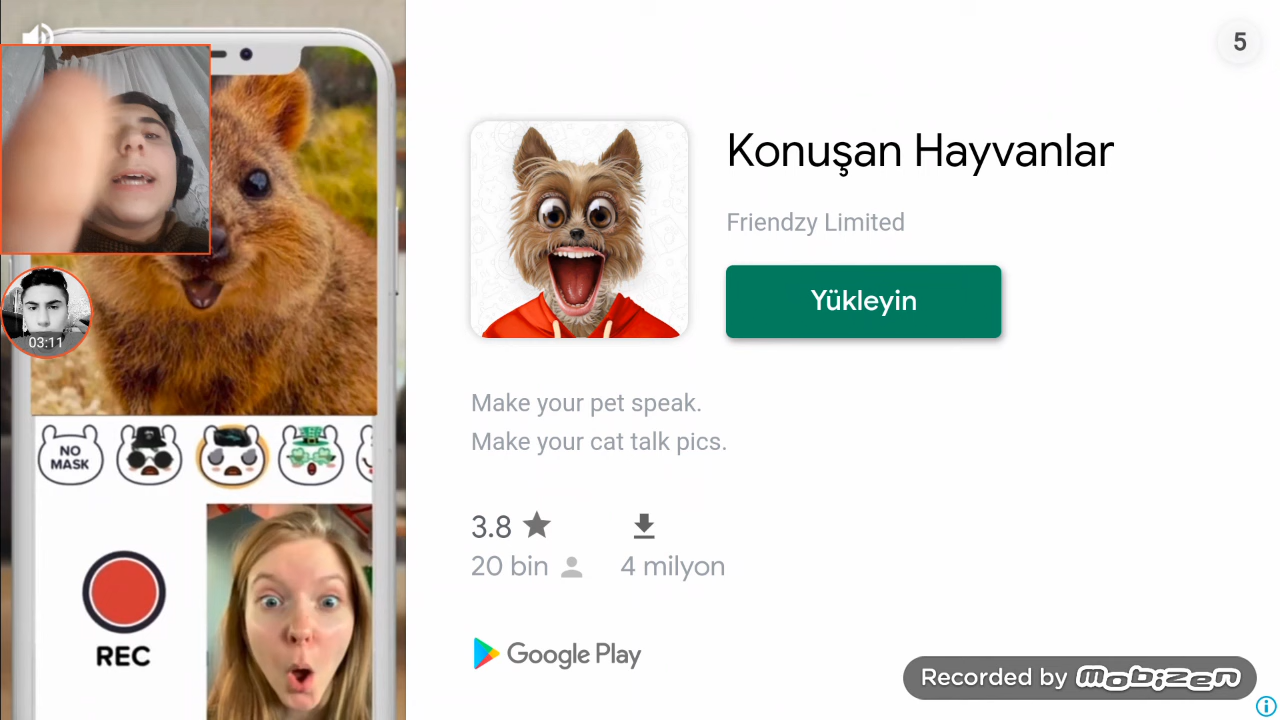 5
Konuşan Hayvanlar
Friendzy Limited
Yükleyin
03:11
Make your pet speak.
Make your cat talk pics.
NO
MASK
3.8
20 bin
4 milyon
REC
Google Play
Recorded by mobizen